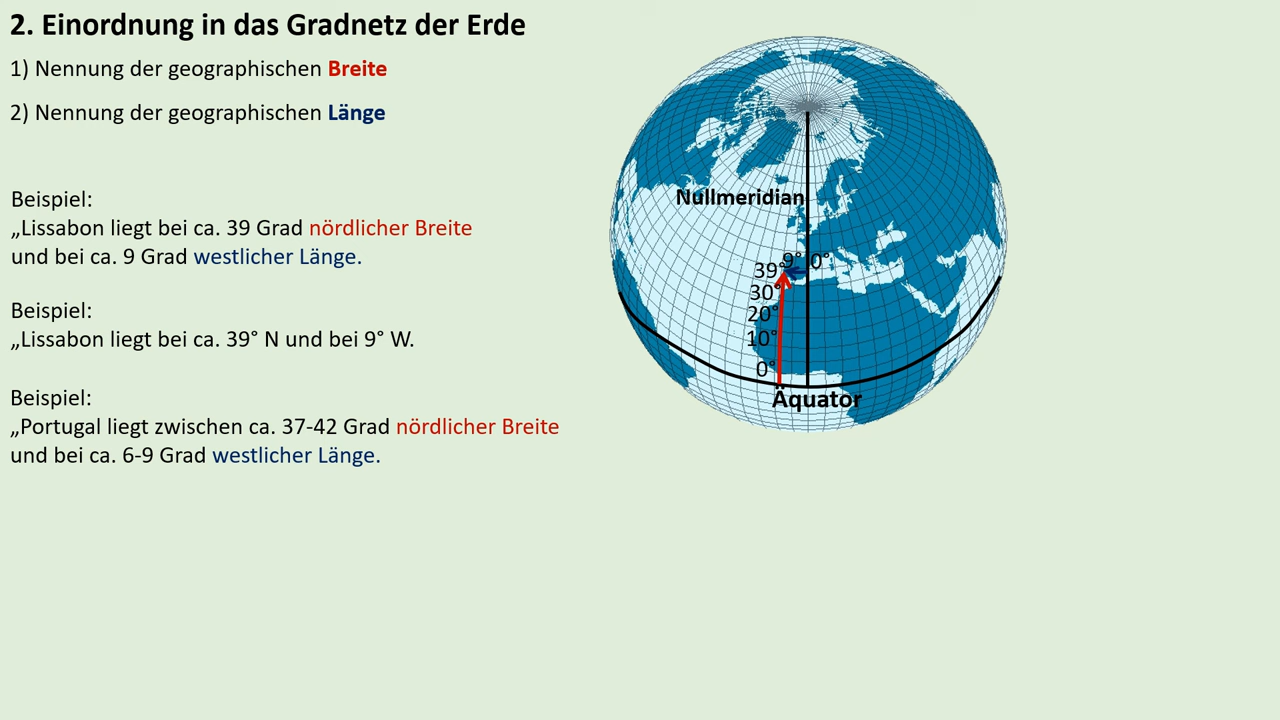 2. Einordnung in das Gradnetz der Erde
1) Nennung der geographischen Breite
2) Nennung der geographischen Länge
Beispiel:
„Lissabon liegt bei ca. 39 Grad nördlicher Breite
und bei ca. 9 Grad westlicher Länge.
Beispiel:
„Lissabon liegt bei ca. 39° N und bei 9° W.
Beispiel:
„Portugal liegt zwischen ca. 37-42 Grad nördlicher Breite
und bei ca. 6-9 Grad westlicher Länge.
Nullmeridian
9° 0°
39°
30°
20°
10°
0°
Äquator